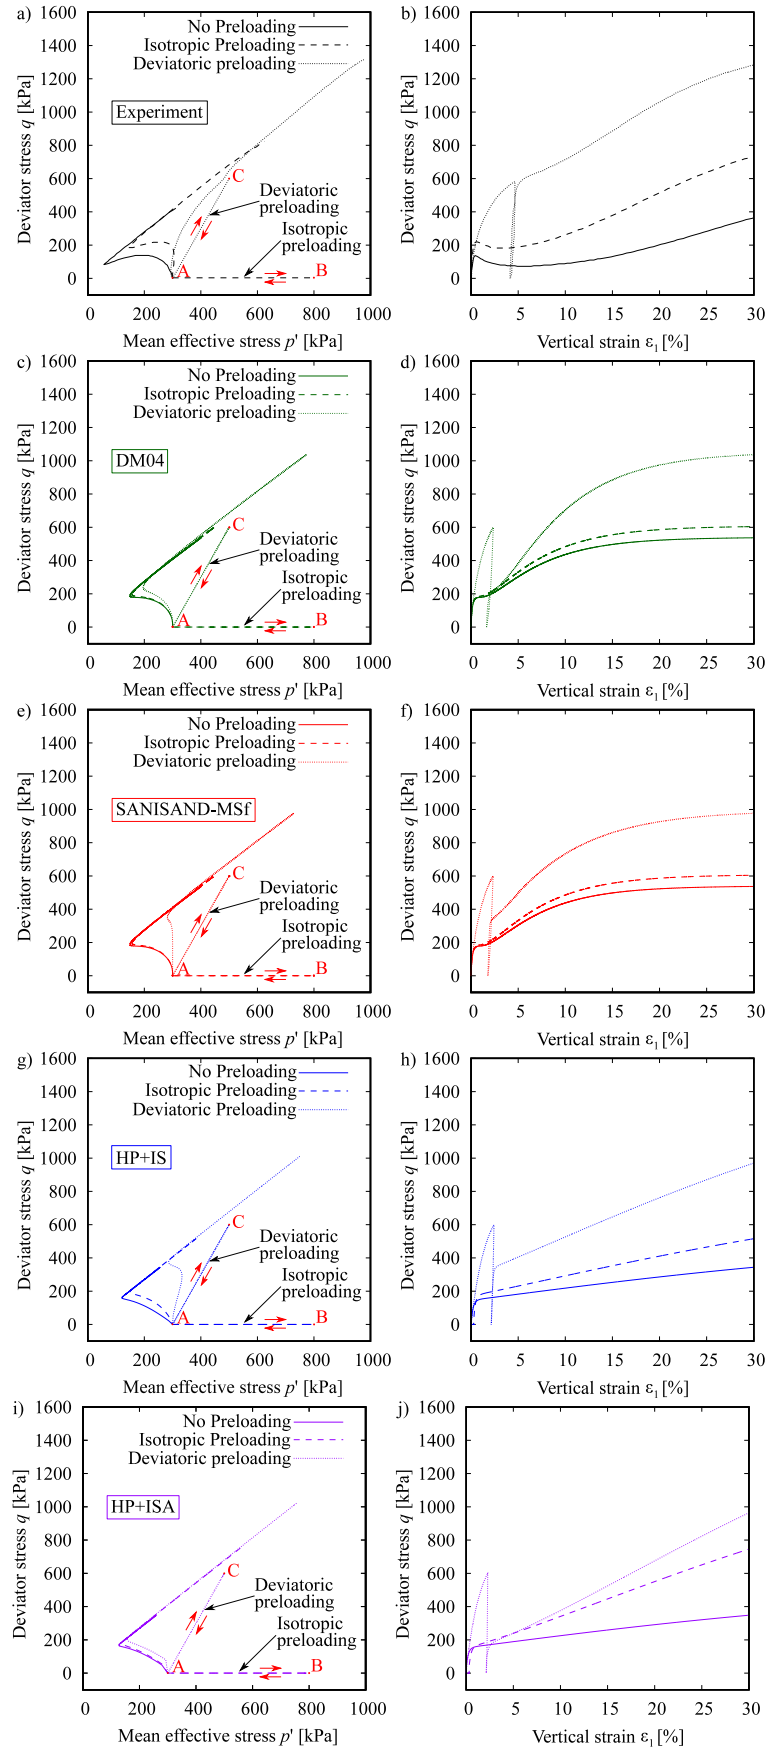 a)
1600
1400
1200
1000
800
600
400
200
0
Deviator stress q [kPa]
No Preloading
Isotropic Preloading
Deviatoric preloading
Experiment
C
Deviatoric
preloading
Isotropic
preloading
A
B
0 200 400 600 800 1000
Mean effective stress p' [kPa]
b)
1600
1400
1200
1000
800
600
400
200
0
Deviator stress q [kPa]
0 5 10 15 20 25 30
Vertical strain ε1 [%]
c)
1600
1400
1200
1000
800
600
400
200
0
Deviator stress q [kPa]
No Preloading
Isotropic Preloading
Deviatoric preloading
DM04
C
Deviatoric
preloading
Isotropic
preloading
A
B
0 200 400 600 800 1000
Mean effective stress p' [kPa]
d)
1600
1400
1200
1000
800
600
400
200
0
Deviator stress q [kPa]
0 5 10 15 20 25 30
Vertical strain ε1 [%]
e)
1600
1400
1200
1000
800
600
400
200
0
Deviator stress q [kPa]
No Preloading
Isotropic Preloading
Deviatoric preloading
SANISAND-MSf
C
Deviatoric
preloading
Isotropic
preloading
A
B
0 200 400 600 800 1000
Mean effective stress p' [kPa]
f)
1600
1400
1200
1000
800
600
400
200
0
Deviator stress q [kPa]
0 5 10 15 20 25 30
Vertical strain ε1 [%]
g)
1600
1400
1200
1000
800
600
400
200
0
Deviator stress q [kPa]
No Preloading
Isotropic Preloading
Deviatoric Preloading
HP+IS
C
Deviatoric
preloading
Isotropic
preloading
A
B
0 200 400 600 800 1000
Mean effective stress p' [kPa]
h)
1600
1400
1200
1000
800
600
400
200
0
Deviator stress q [kPa]
0 5 10 15 20 25 30
Vertical strain ε1 [%]
i)
1600
1400
1200
1000
800
600
400
200
0
Deviator stress q [kPa]
No Preloading
Isotropic Preloading
Deviatoric preloading
HP+ISA
C
Deviatoric
preloading
Isotropic
preloading
A
B
0 200 400 600 800 1000
Mean effective stress p' [kPa]
j)
1600
1400
1200
1000
800
600
400
200
0
Deviator stress q [kPa]
0 5 10 15 20 25 30
Vertical strain ε1 [%]